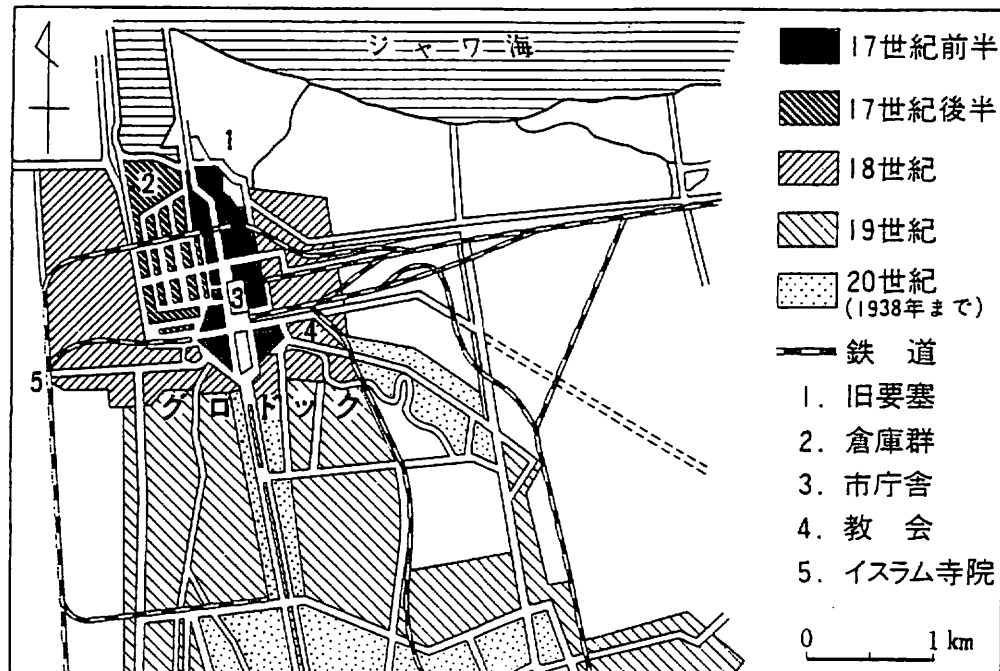 ジャワ海
1
2
3
4
5
グロドック
17世紀前半
17世紀後半
18世紀
19世紀
20世紀
(1938年まで)
鉄 道
1. 旧要塞
2. 倉庫群
3. 市庁舎
4. 教 会
5. イスラム寺院
0 1 km